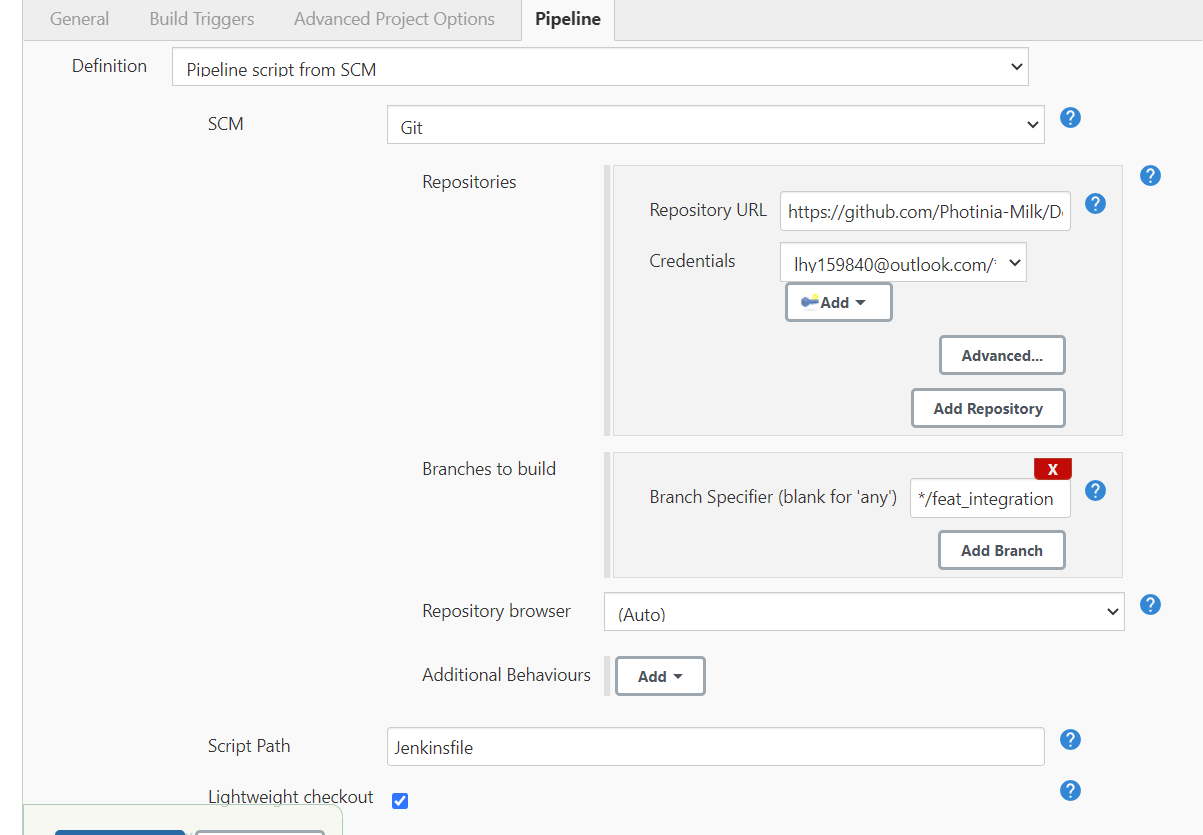 General Build Triggers Advanced Project Options Pipeline
Definition Pipeline script from SCM
SCM Git ?
Repositories ?
Repository URL https://github.com/Photinia-Milk/D ?
Credentials lhy159840@outlook.com/*
Add
Advanced...
Add Repository
Branches to build
X
Branch Specifier (blank for 'any') */feat_integration ?
Add Branch
Repository browser (Auto) ?
Additional Behaviours Add
Script Path Jenkinsfile ?
Lightweight checkout ?